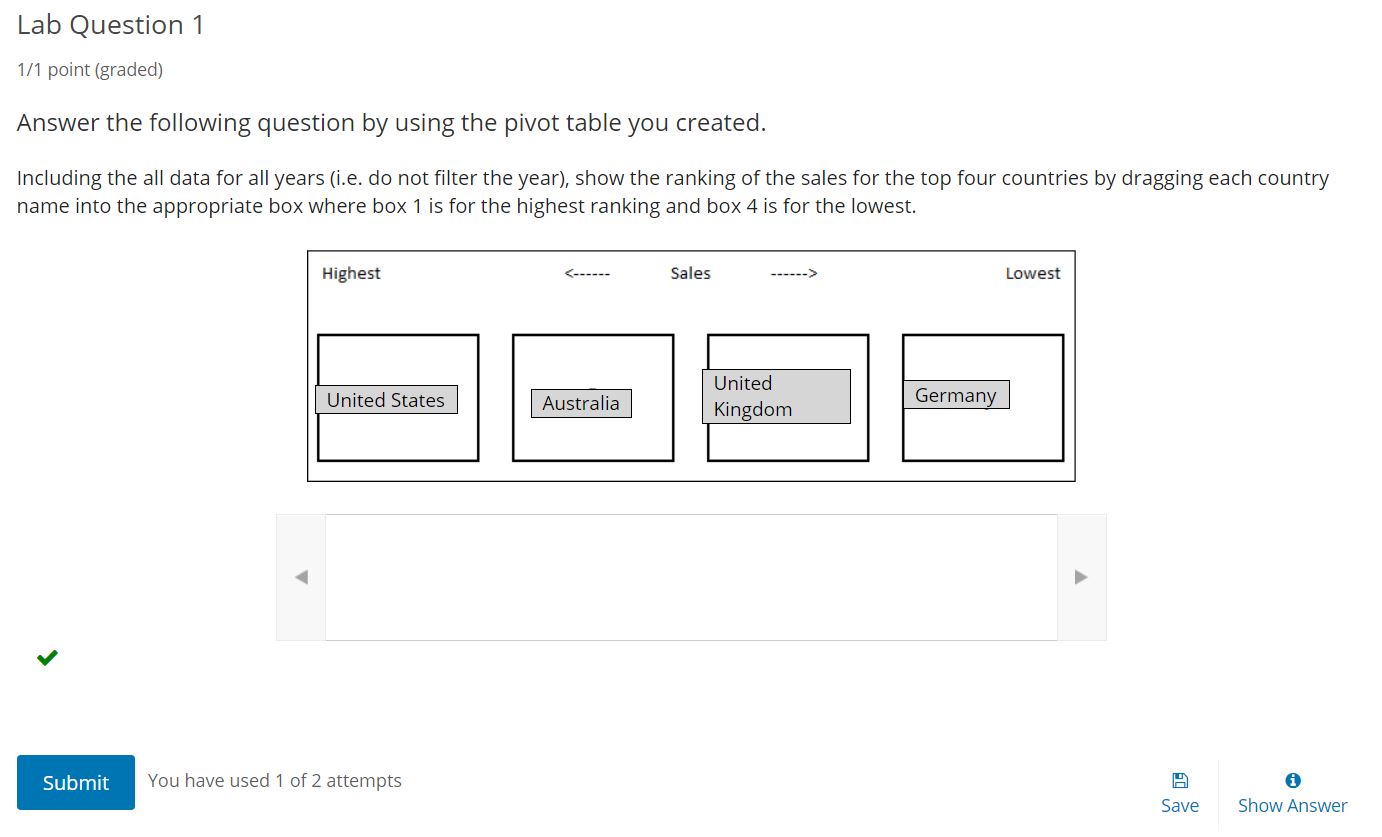 Lab Question 1
1/1 point (graded)
Answer the following question by using the pivot table you created.
Including the all data for all years (i.e. do not filter the year), show the ranking of the sales for the top four countries by dragging each country
name into the appropriate box where box 1 is for the highest ranking and box 4 is for the lowest.
Highest <------ Sales ------> Lowest
United States
Australia
United
Kingdom
Germany
Submit
You have used 1 of 2 attempts
Save
Show Answer